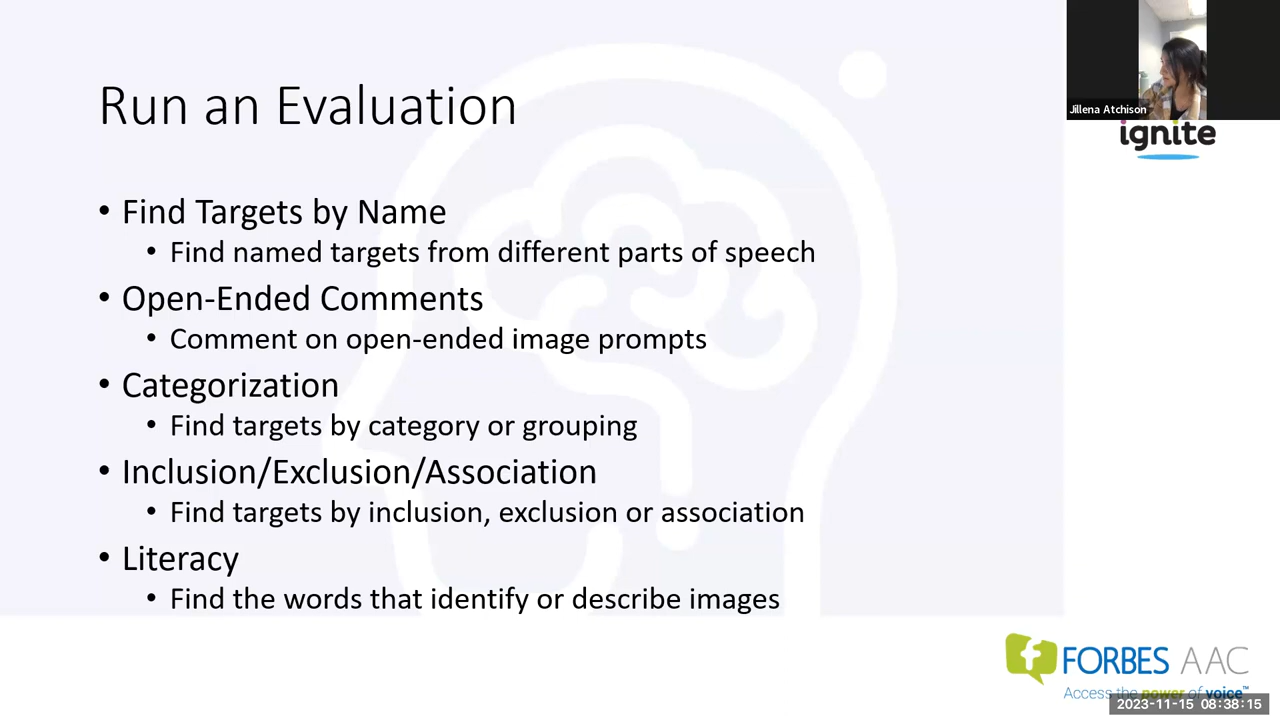 Run an Evaluation
Jillena Atchison
ignite
• Find Targets by Name
• Find named targets from different parts of speech
• Open-Ended Comments
• Comment on open-ended image prompts
• Categorization
• Find targets by category or grouping
• Inclusion/Exclusion/Association
• Find targets by inclusion, exclusion or association
• Literacy
• Find the words that identify or describe images
FORBES AAC
Access the power of voice™
2023-11-15 08:38:15